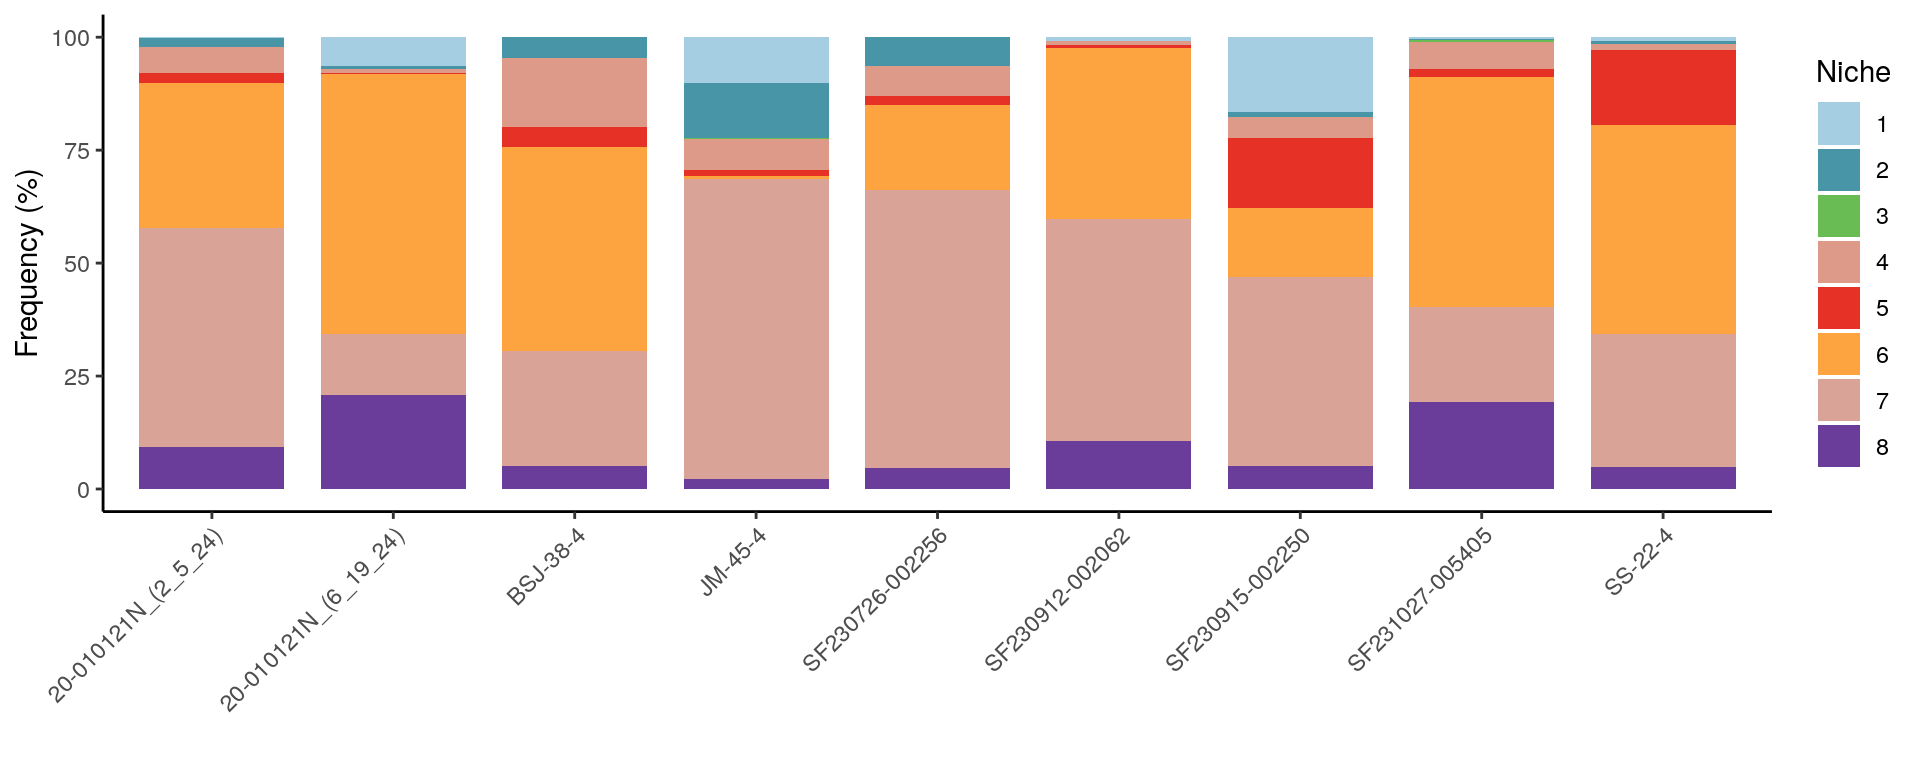 Frequency (%)
100
75
50
25
0
20-010121N_(2_5_24)
20-010121N_(6_19_24)
BSJ-38-4
JM-45-4
SF230726-002256
SF230912-002062
SF230915-002250
SF231027-005405
SS-22-4
Niche
1
2
3
4
5
6
7
8